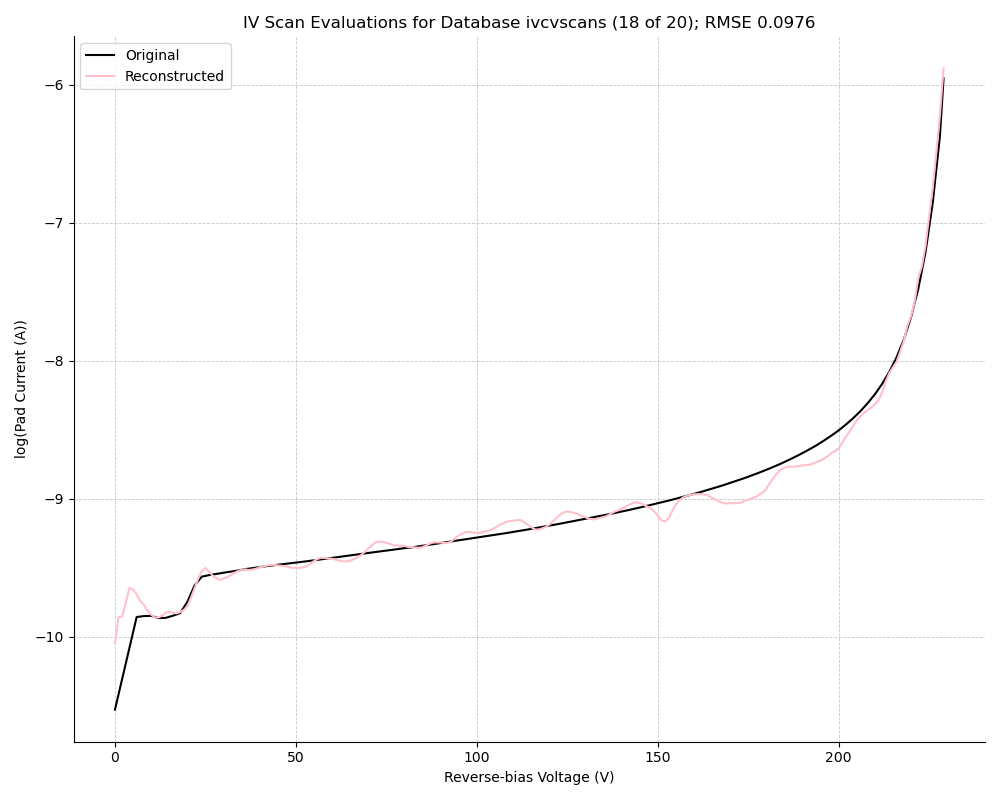 IV Scan Evaluations for Database ivcvscans (18 of 20); RMSE 0.0976
Original
Reconstructed
−6
−7
−8
−9
−10
log(Pad Current (A))
0
50
100
150
200
Reverse-bias Voltage (V)